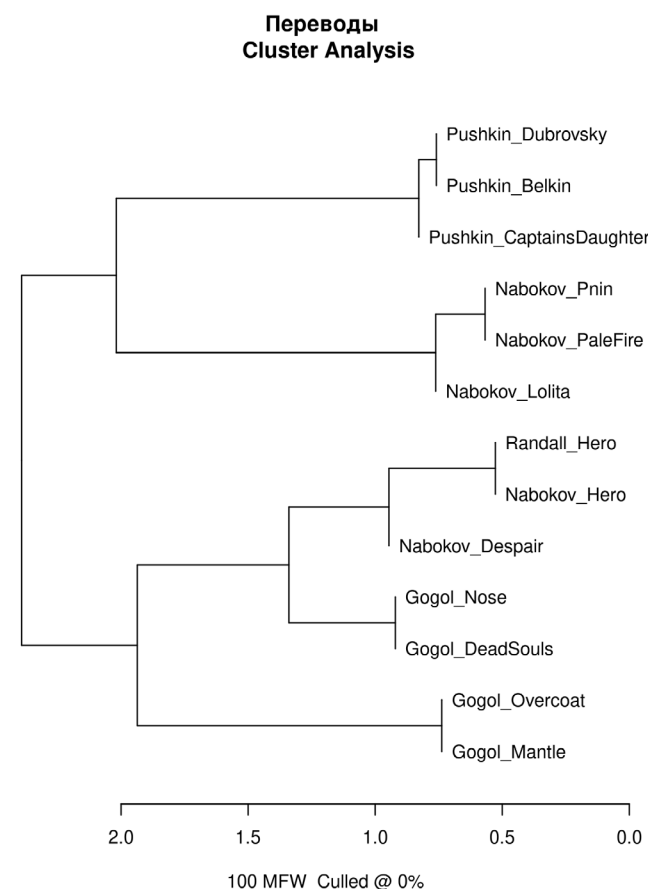 Переводы
Cluster Analysis
Pushkin_Dubrovsky
Pushkin_Belkin
Pushkin_CaptainsDaughter
Nabokov_Pnin
Nabokov_PaleFire
Nabokov_Lolita
Randall_Hero
Nabokov_Hero
Nabokov_Despair
Gogol_Nose
Gogol_DeadSouls
Gogol_Overcoat
Gogol_Mantle
2.0 1.5 1.0 0.5 0.0
100 MFW Culled @ 0%